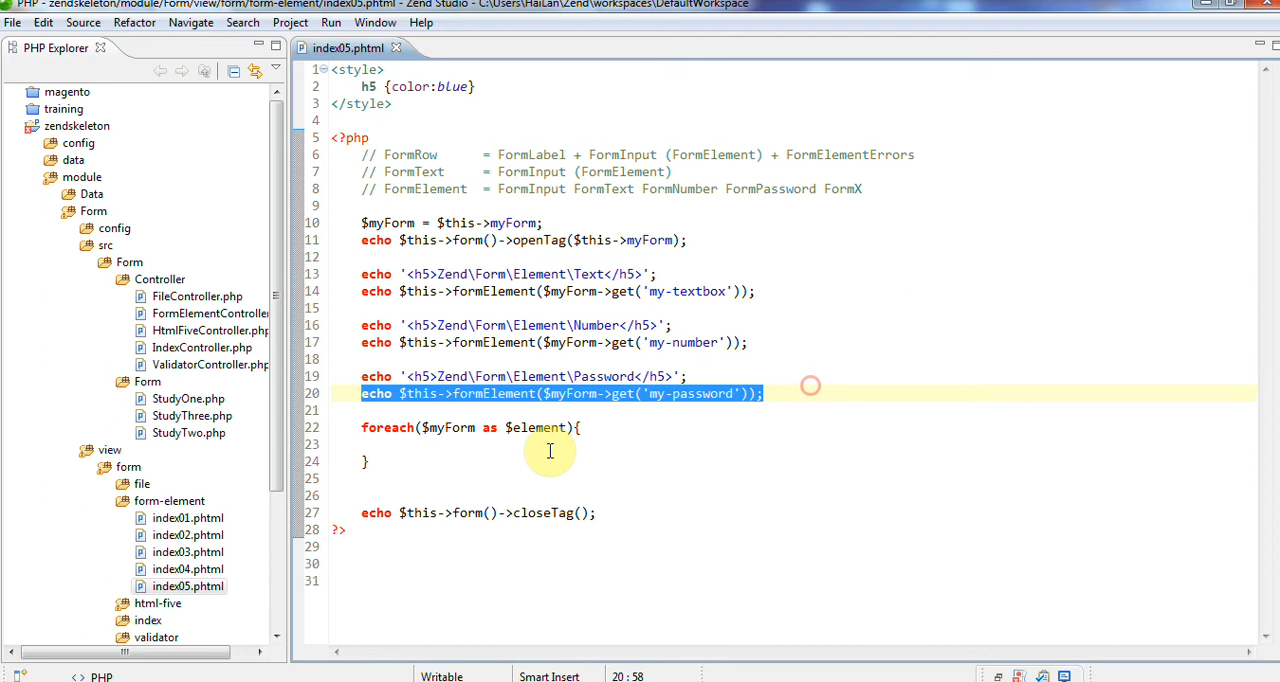 PHP - zendskeleton/module/Form/view/form/form-element/index05.phtml - Zend Studio - C:\Users\HaiLan\Zend\workspaces\DefaultWorkspace
File Edit Source Refactor Navigate Search Project Run Window Help
PHP Explorer
magento
training
zendskeleton
config
data
module
Data
Form
config
src
Form
Controller
FileController.php
FormElementController
HtmlFiveController.php
IndexController.php
ValidatorController.php
Form
StudyOne.php
StudyThree.php
StudyTwo.php
view
form
file
form-element
index01.phtml
index02.phtml
index03.phtml
index04.phtml
index05.phtml
html-five
index
validator
index05.phtml
1 <style>
2 h5 {color:blue}
3 </style>
4
5 <?php
6 // FormRow = FormLabel + FormInput (FormElement) + FormElementErrors
7 // FormText = FormInput (FormElement)
8 // FormElement = FormInput FormText FormNumber FormPassword FormX
9
10 $myForm = $this->myForm;
11 echo $this->form()->openTag($this->myForm);
12
13 echo '<h5>Zend\Form\Element\Text</h5>';
14 echo $this->formElement($myForm->get('my-textbox'));
15
16 echo '<h5>Zend\Form\Element\Number</h5>';
17 echo $this->formElement($myForm->get('my-number'));
18
19 echo '<h5>Zend\Form\Element\Password</h5>';
20 echo $this->formElement($myForm->get('my-password'));
21
22 foreach($myForm as $element){
23
24 }
25
26
27 echo $this->form()->closeTag();
28 ?>
29
30
31
<> PHP Writable Smart Insert 20 : 58